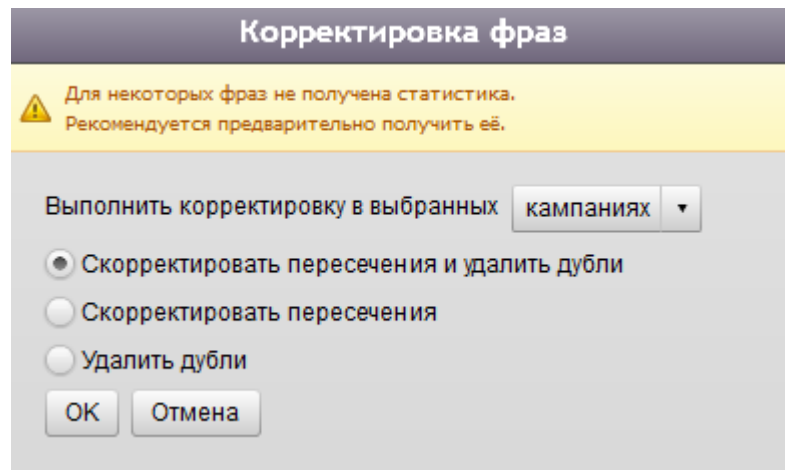 Корректировка фраз
Для некоторых фраз не получена статистика.
Рекомендуется предварительно получить её.
Выполнить корректировку в выбранных кампаниях
Скорректировать пересечения и удалить дубли
Скорректировать пересечения
Удалить дубли
ОК Отмена